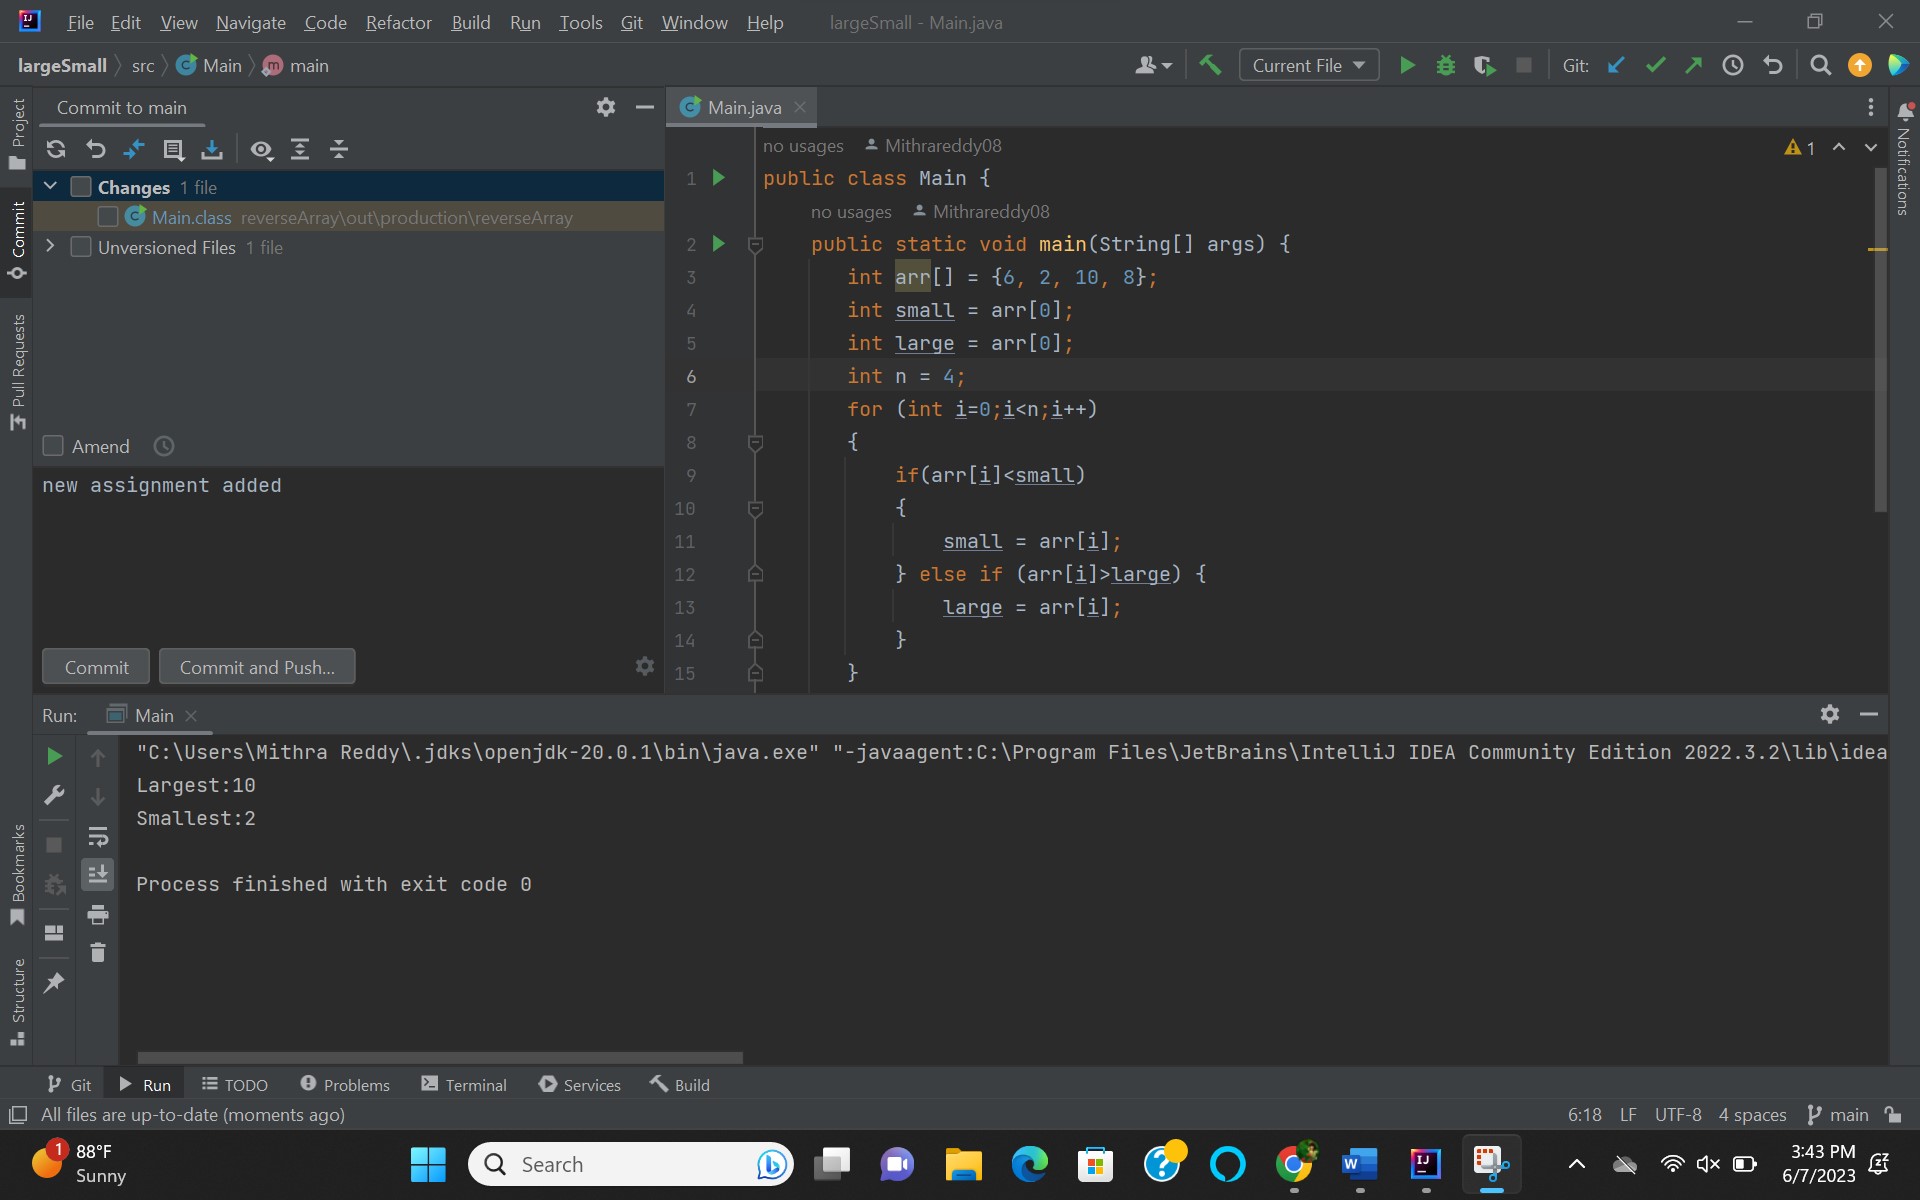 File Edit View Navigate Code Refactor Build Run Tools Git Window Help largeSmall - Main.java
largeSmall src Main main Current File Git:
Commit to main
Main.java
Project
Commit
Pull Requests
Bookmarks
Structure
Notifications
Changes 1 file
Main.class reverseArray\out\production\reverseArray
Unversioned Files 1 file
Amend
new assignment added
Commit Commit and Push...
no usages Mithrareddy08
1
1 public class Main {
no usages Mithrareddy08
2 public static void main(String[] args) {
3 int arr[] = {6, 2, 10, 8};
4 int small = arr[0];
5 int large = arr[0];
6 int n = 4;
7 for (int i=0;i<n;i++)
8 {
9 if(arr[i]<small)
10 {
11 small = arr[i];
12 } else if (arr[i]>large) {
13 large = arr[i];
14 }
15 }
Run: Main
"C:\Users\Mithra Reddy\.jdks\openjdk-20.0.1\bin\java.exe" "-javaagent:C:\Program Files\JetBrains\IntelliJ IDEA Community Edition 2022.3.2\lib\idea
Largest:10
Smallest:2
Process finished with exit code 0
Git Run TODO Problems Terminal Services Build
All files are up-to-date (moments ago) 6:18 LF UTF-8 4 spaces main
1 88°F
Sunny
Search
3:43 PM
6/7/2023